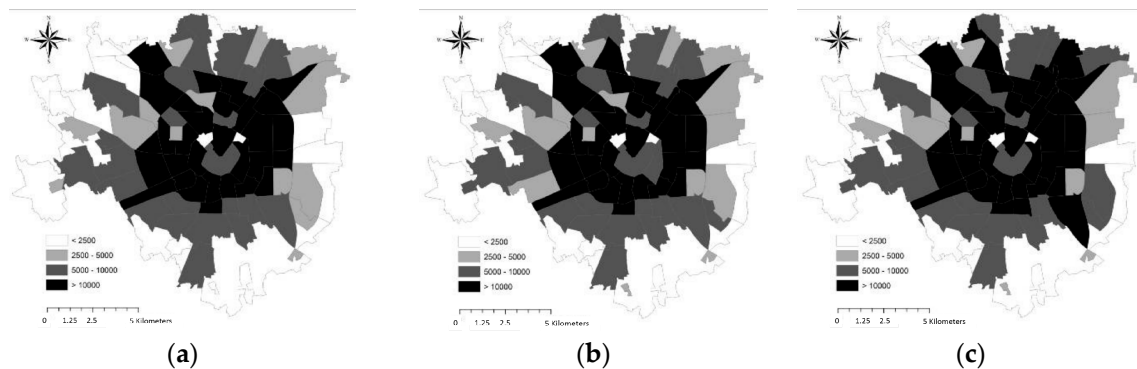 N
W E
S
< 2500
2500 - 5000
5000 - 10000
> 10000
0 1.25 2.5 5 Kilometers
(a)
N
W E
S
< 2500
2500 - 5000
5000 - 10000
> 10000
0 1.25 2.5 5 Kilometers
(b)
N
W E
S
< 2500
2500 - 5000
5000 - 10000
> 10000
0 1.25 2.5 5 Kilometers
(c)